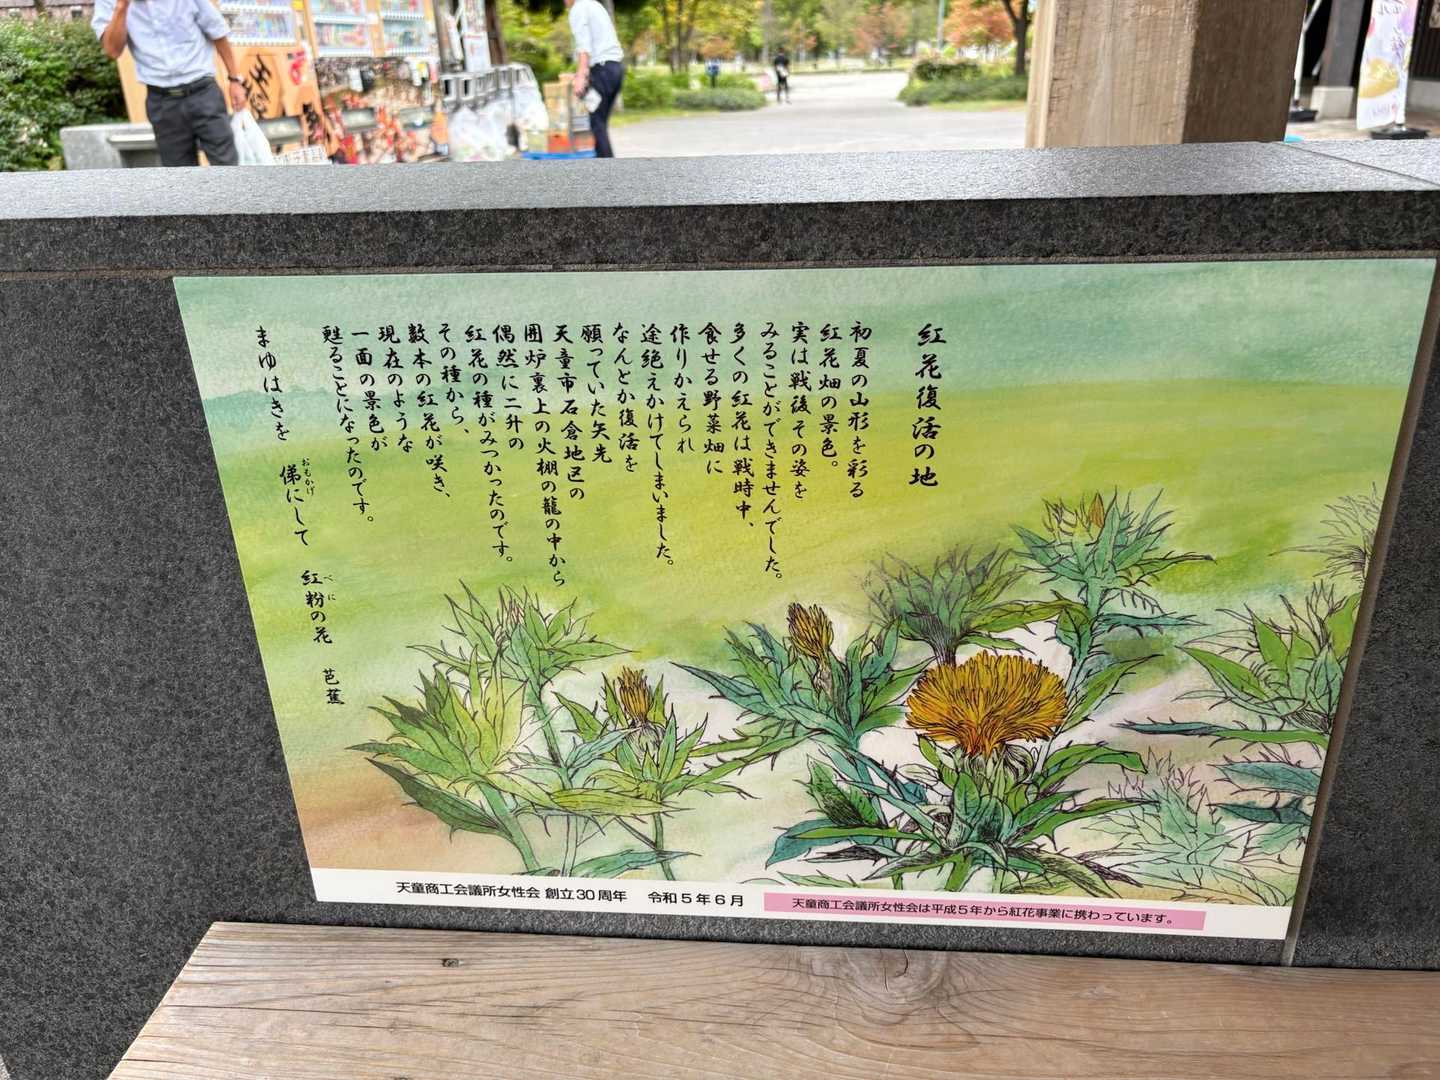 紅花復活の地
初夏の山形を彩る
紅花畑の景色。
実は戦後その姿を
みることができませんでした。
多くの紅花は戦時中、
食せる野菜畑に
作りかえられ
途絶えかけてしまいました。
なんとか復活を
願っていた矢先
天童市石倉地区の
囲炉裏上の火棚の籠の中から
偶然に二升の
紅花の種がみつかったのです。
その種から、
数本の紅花が咲き、
現在のような
一面の景色が
甦ることになったのです。
まゆはきを 俤にして 紅粉の花 芭蕉
おもかげ
べに
天童商工会議所女性会 創立30周年 令和5年6月
天童商工会議所女性会は平成5年から紅花事業に携わっています。